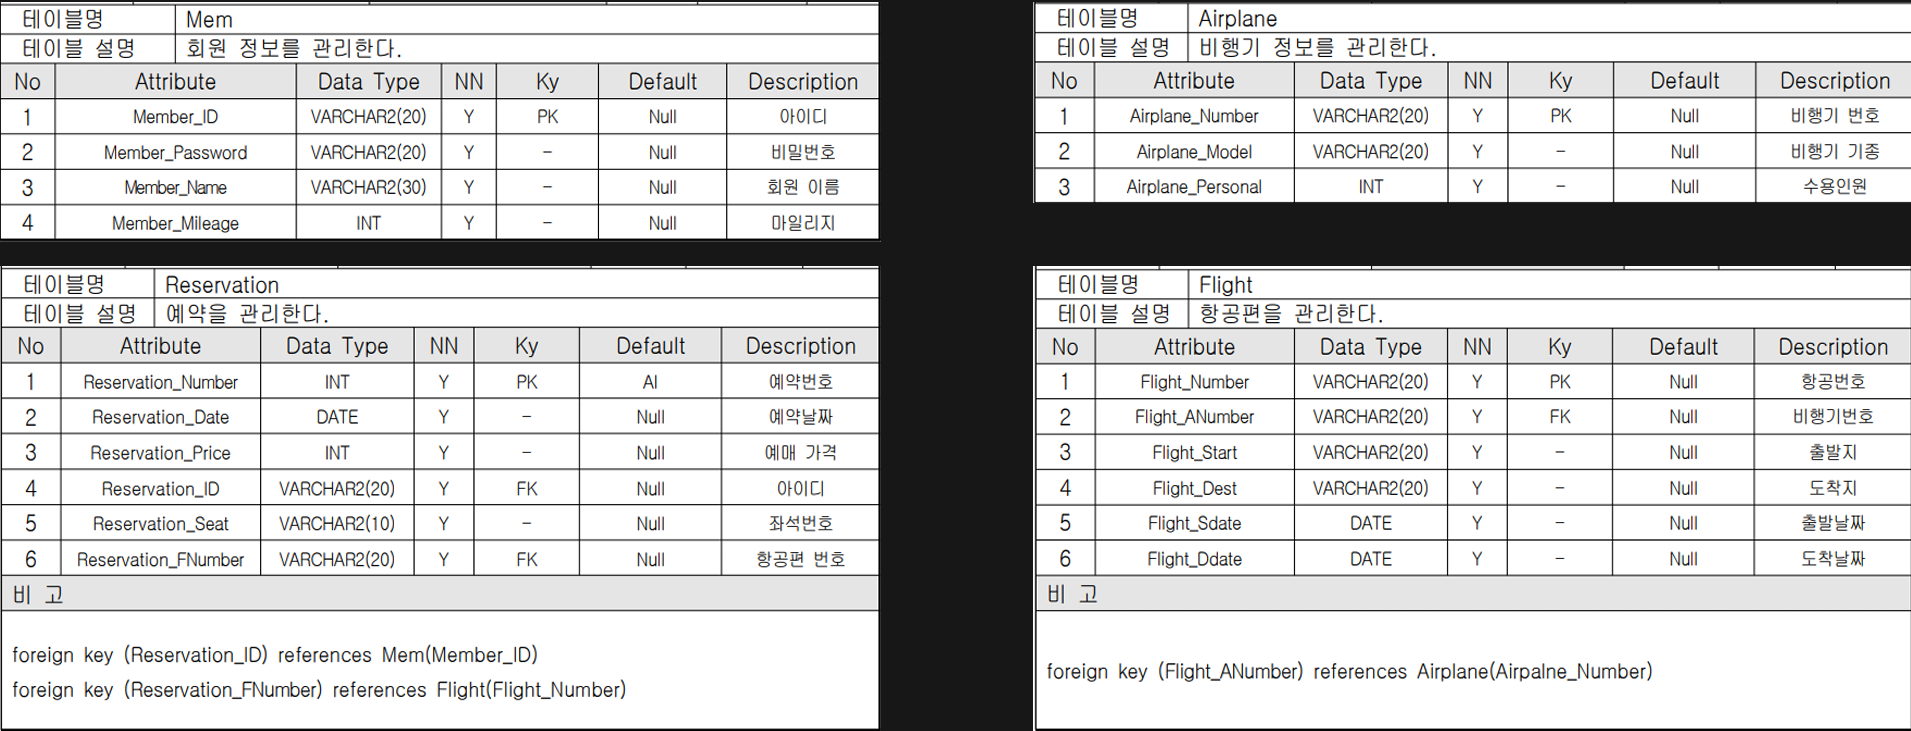 테이블명 Mem
테이블 설명 회원 정보를 관리한다.
No Attribute Data Type NN Ky Default Description
1 Member_ID VARCHAR2(20) Y PK Null 아이디
2 Member_Password VARCHAR2(20) Y - Null 비밀번호
3 Member_Name VARCHAR2(30) Y - Null 회원 이름
4 Member_Mileage INT Y - Null 마일리지
테이블명 Airplane
테이블 설명 비행기 정보를 관리한다.
No Attribute Data Type NN Ky Default Description
1 Airplane_Number VARCHAR2(20) Y PK Null 비행기 번호
2 Airplane_Model VARCHAR2(20) Y - Null 비행기 기종
3 Airplane_Personal INT Y - Null 수용인원
테이블명 Reservation
테이블 설명 예약을 관리한다.
No Attribute Data Type NN Ky Default Description
1 Reservation_Number INT Y PK AI 예약번호
2 Reservation_Date DATE Y - Null 예약날짜
3 Reservation_Price INT Y - Null 예매 가격
4 Reservation_ID VARCHAR2(20) Y FK Null 아이디
5 Reservation_Seat VARCHAR2(10) Y - Null 좌석번호
6 Reservation_FNumber VARCHAR2(20) Y FK Null 항공편 번호
비 고
foreign key (Reservation_ID) references Mem(Member_ID)
foreign key (Reservation_FNumber) references Flight(Flight_Number)
테이블명 Flight
테이블 설명 항공편을 관리한다.
No Attribute Data Type NN Ky Default Description
1 Flight_Number VARCHAR2(20) Y PK Null 항공번호
2 Flight_ANumber VARCHAR2(20) Y FK Null 비행기번호
3 Flight_Start VARCHAR2(20) Y - Null 출발지
4 Flight_Dest VARCHAR2(20) Y - Null 도착지
5 Flight_Sdate DATE Y - Null 출발날짜
6 Flight_Ddate DATE Y - Null 도착날짜
비 고
foreign key (Flight_ANumber) references Airplane(Airpalne_Number)